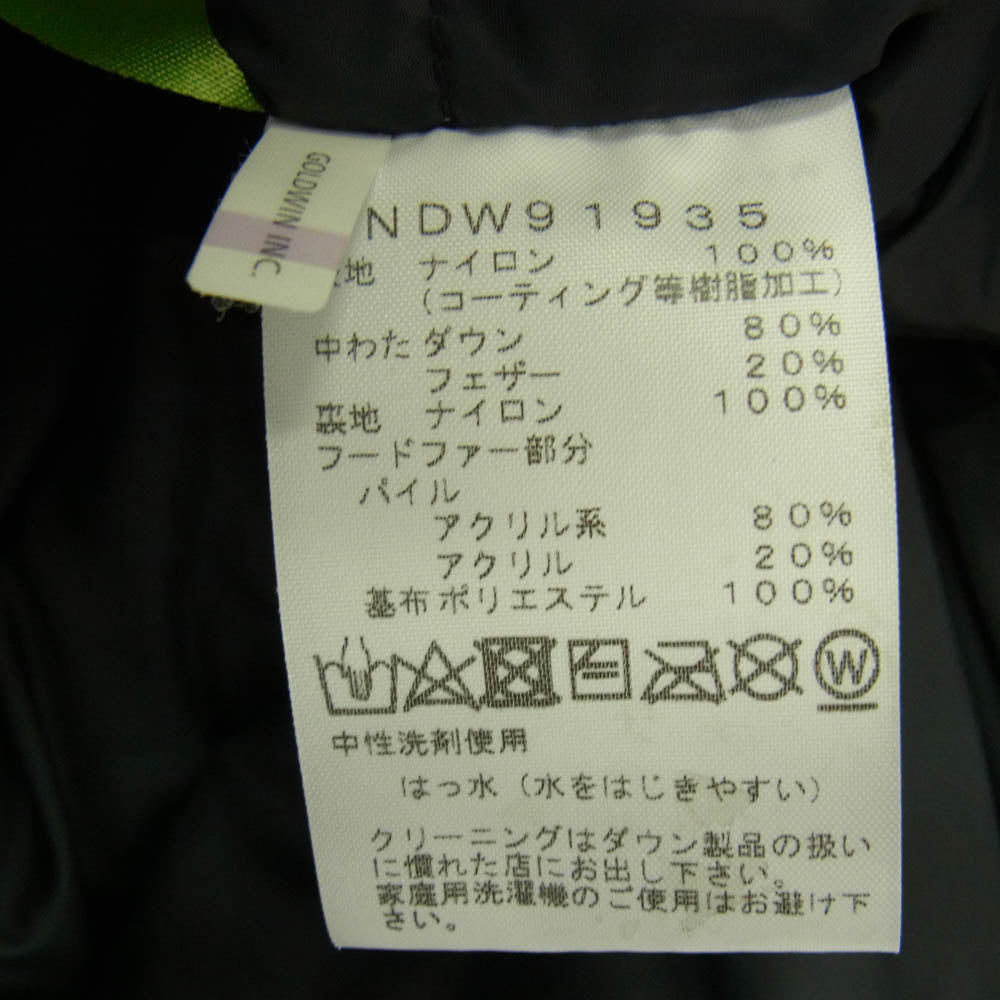 GOLDWIN INC.
NDW91935
地 ナイロン 100%
(コーティング等樹脂加工)
中わた ダウン 80%
フェザー 20%
裏地 ナイロン 100%
フードファー部分
パイル
アクリル系 80%
アクリル 20%
基布 ポリエステル 100%
W
中性洗剤使用
はっ水(水をはじきやすい)
クリーニングはダウン製品の扱い
に慣れた店にお出し下さい。
家庭用洗濯機のご使用はお避け下
さい。